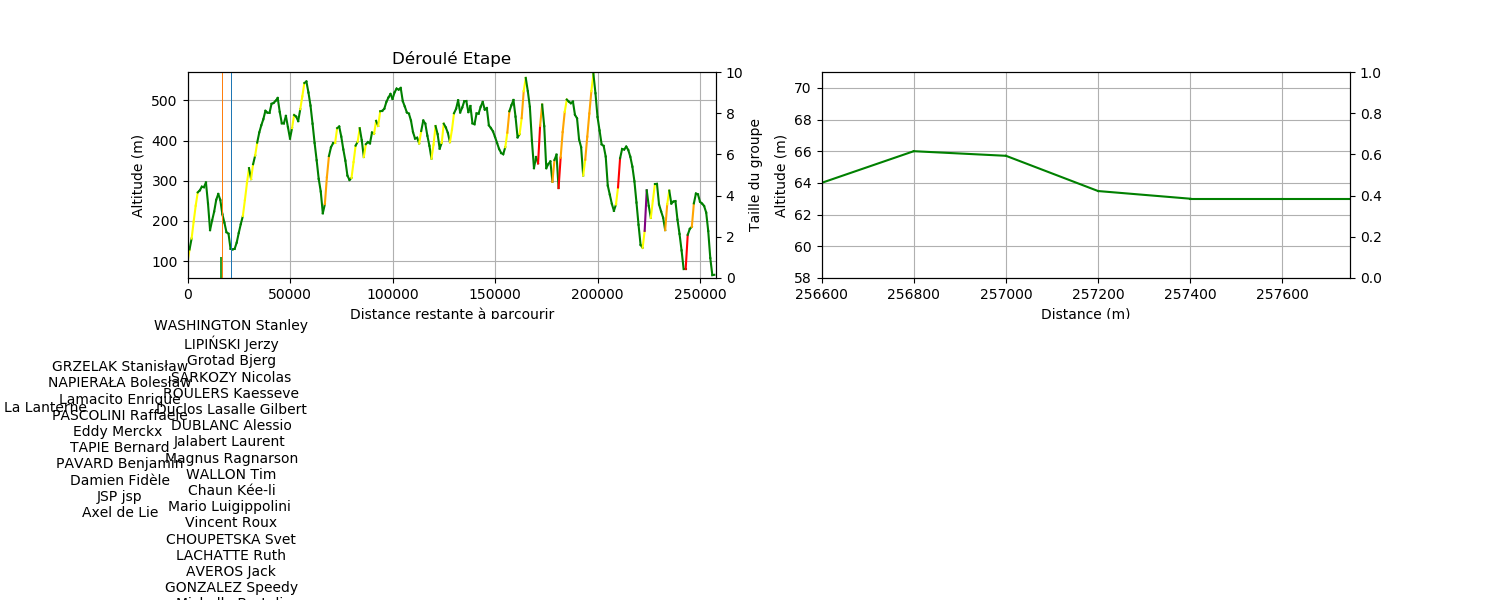 Déroulé Etape
Altitude (m)
500
400
300
200
100
10
8
6
4
2
0
Taille du groupe
0
50000
100000
150000
200000
250000
Distance restante à parcourir
Altitude (m)
70
68
66
64
62
60
58
1.0
0.8
0.6
0.4
0.2
0.0
256600
256800
257000
257200
257400
257600
Distance (m)
La Lanterne
GRZELAK Stanisław
NAPIERAŁA Bolesław
Lamacito Enrique
PASCOLINI Raffaele
Eddy Merckx
TAPIE Bernard
PAVARD Benjamin
Damien Fidèle
JSP jsp
Axel de Lie
WASHINGTON Stanley
LIPIŃSKI Jerzy
Grotad Bjerg
SARKOZY Nicolas
ROULERS Kaesseve
Duclos Lasalle Gilbert
DUBLANC Alessio
Jalabert Laurent
Magnus Ragnarson
WALLON Tim
Chaun Kée-li
Mario Luigippolini
Vincent Roux
CHOUPETSKA Svet
LACHATTE Ruth
AVEROS Jack
GONZALEZ Speedy